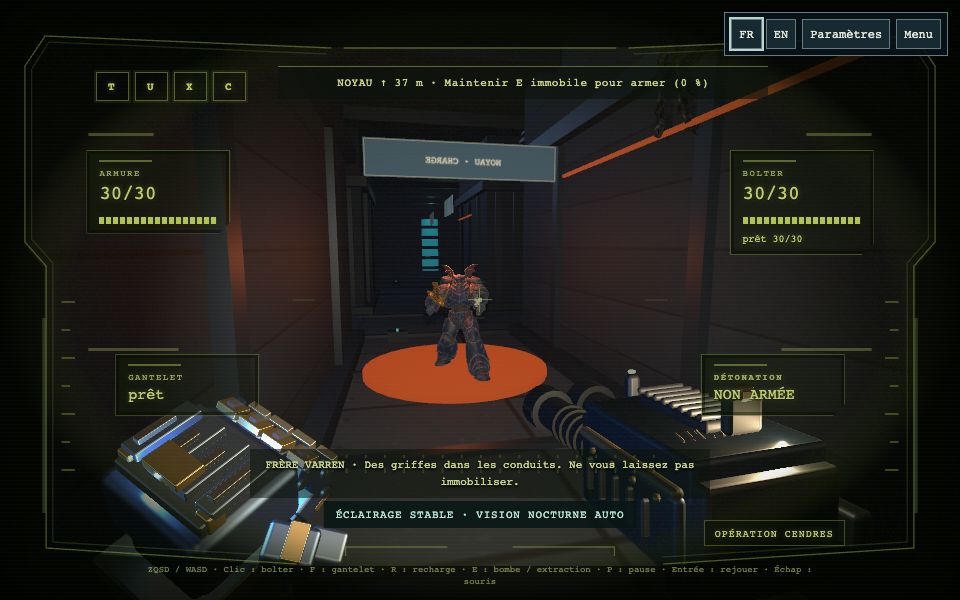 FR EN Paramètres Menu
T U X C
NOYAU ↑ 37 m · Maintenir E immobile pour armer (0 %)
NOYAU · CHARGE
ARMURE
30/30
BOLTER
30/30
prêt 30/30
GANTELET
prêt
DÉTONATION
NON ARMÉE
FRÈRE VARREN · Des griffes dans les conduits. Ne vous laissez pas
immobiliser.
ÉCLAIRAGE STABLE · VISION NOCTURNE AUTO
OPÉRATION CENDRES
ZQSD / WASD · Clic : bolter · F : gantelet · R : recharge · E : bombe / extraction · P : pause · Entrée : rejouer · Échap :
souris